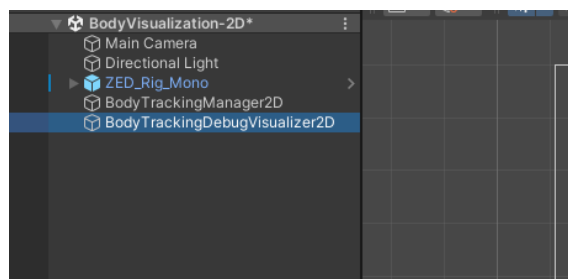 BodyVisualization-2D*
Main Camera
Directional Light
ZED_Rig_Mono
BodyTrackingManager2D
BodyTrackingDebugVisualizer2D